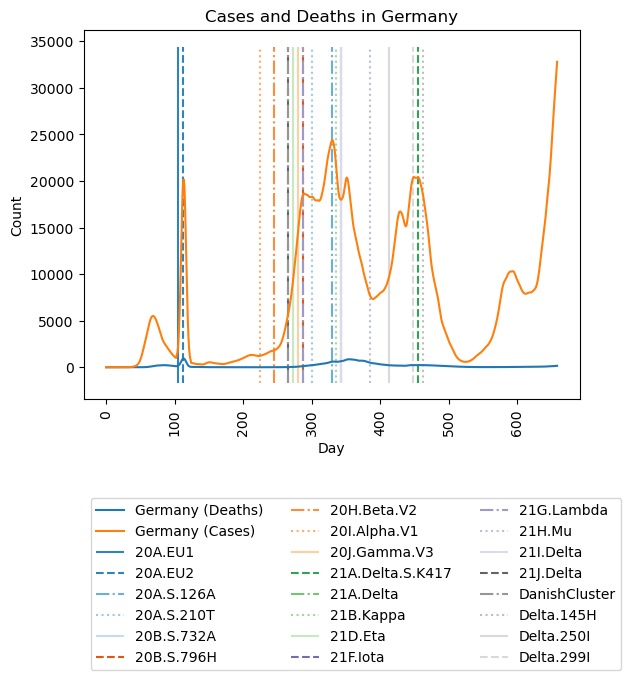 Cases and Deaths in Germany
35000
30000
25000
20000
15000
10000
5000
0
Count
0
100
200
300
400
500
600
Day
Germany (Deaths)
Germany (Cases)
20A.EU1
20A.EU2
20A.S.126A
20A.S.210T
20B.S.732A
20B.S.796H
20H.Beta.V2
20I.Alpha.V1
20J.Gamma.V3
21A.Delta.S.K417
21A.Delta
21B.Kappa
21D.Eta
21F.Iota
21G.Lambda
21H.Mu
21I.Delta
21J.Delta
DanishCluster
Delta.145H
Delta.250I
Delta.299I